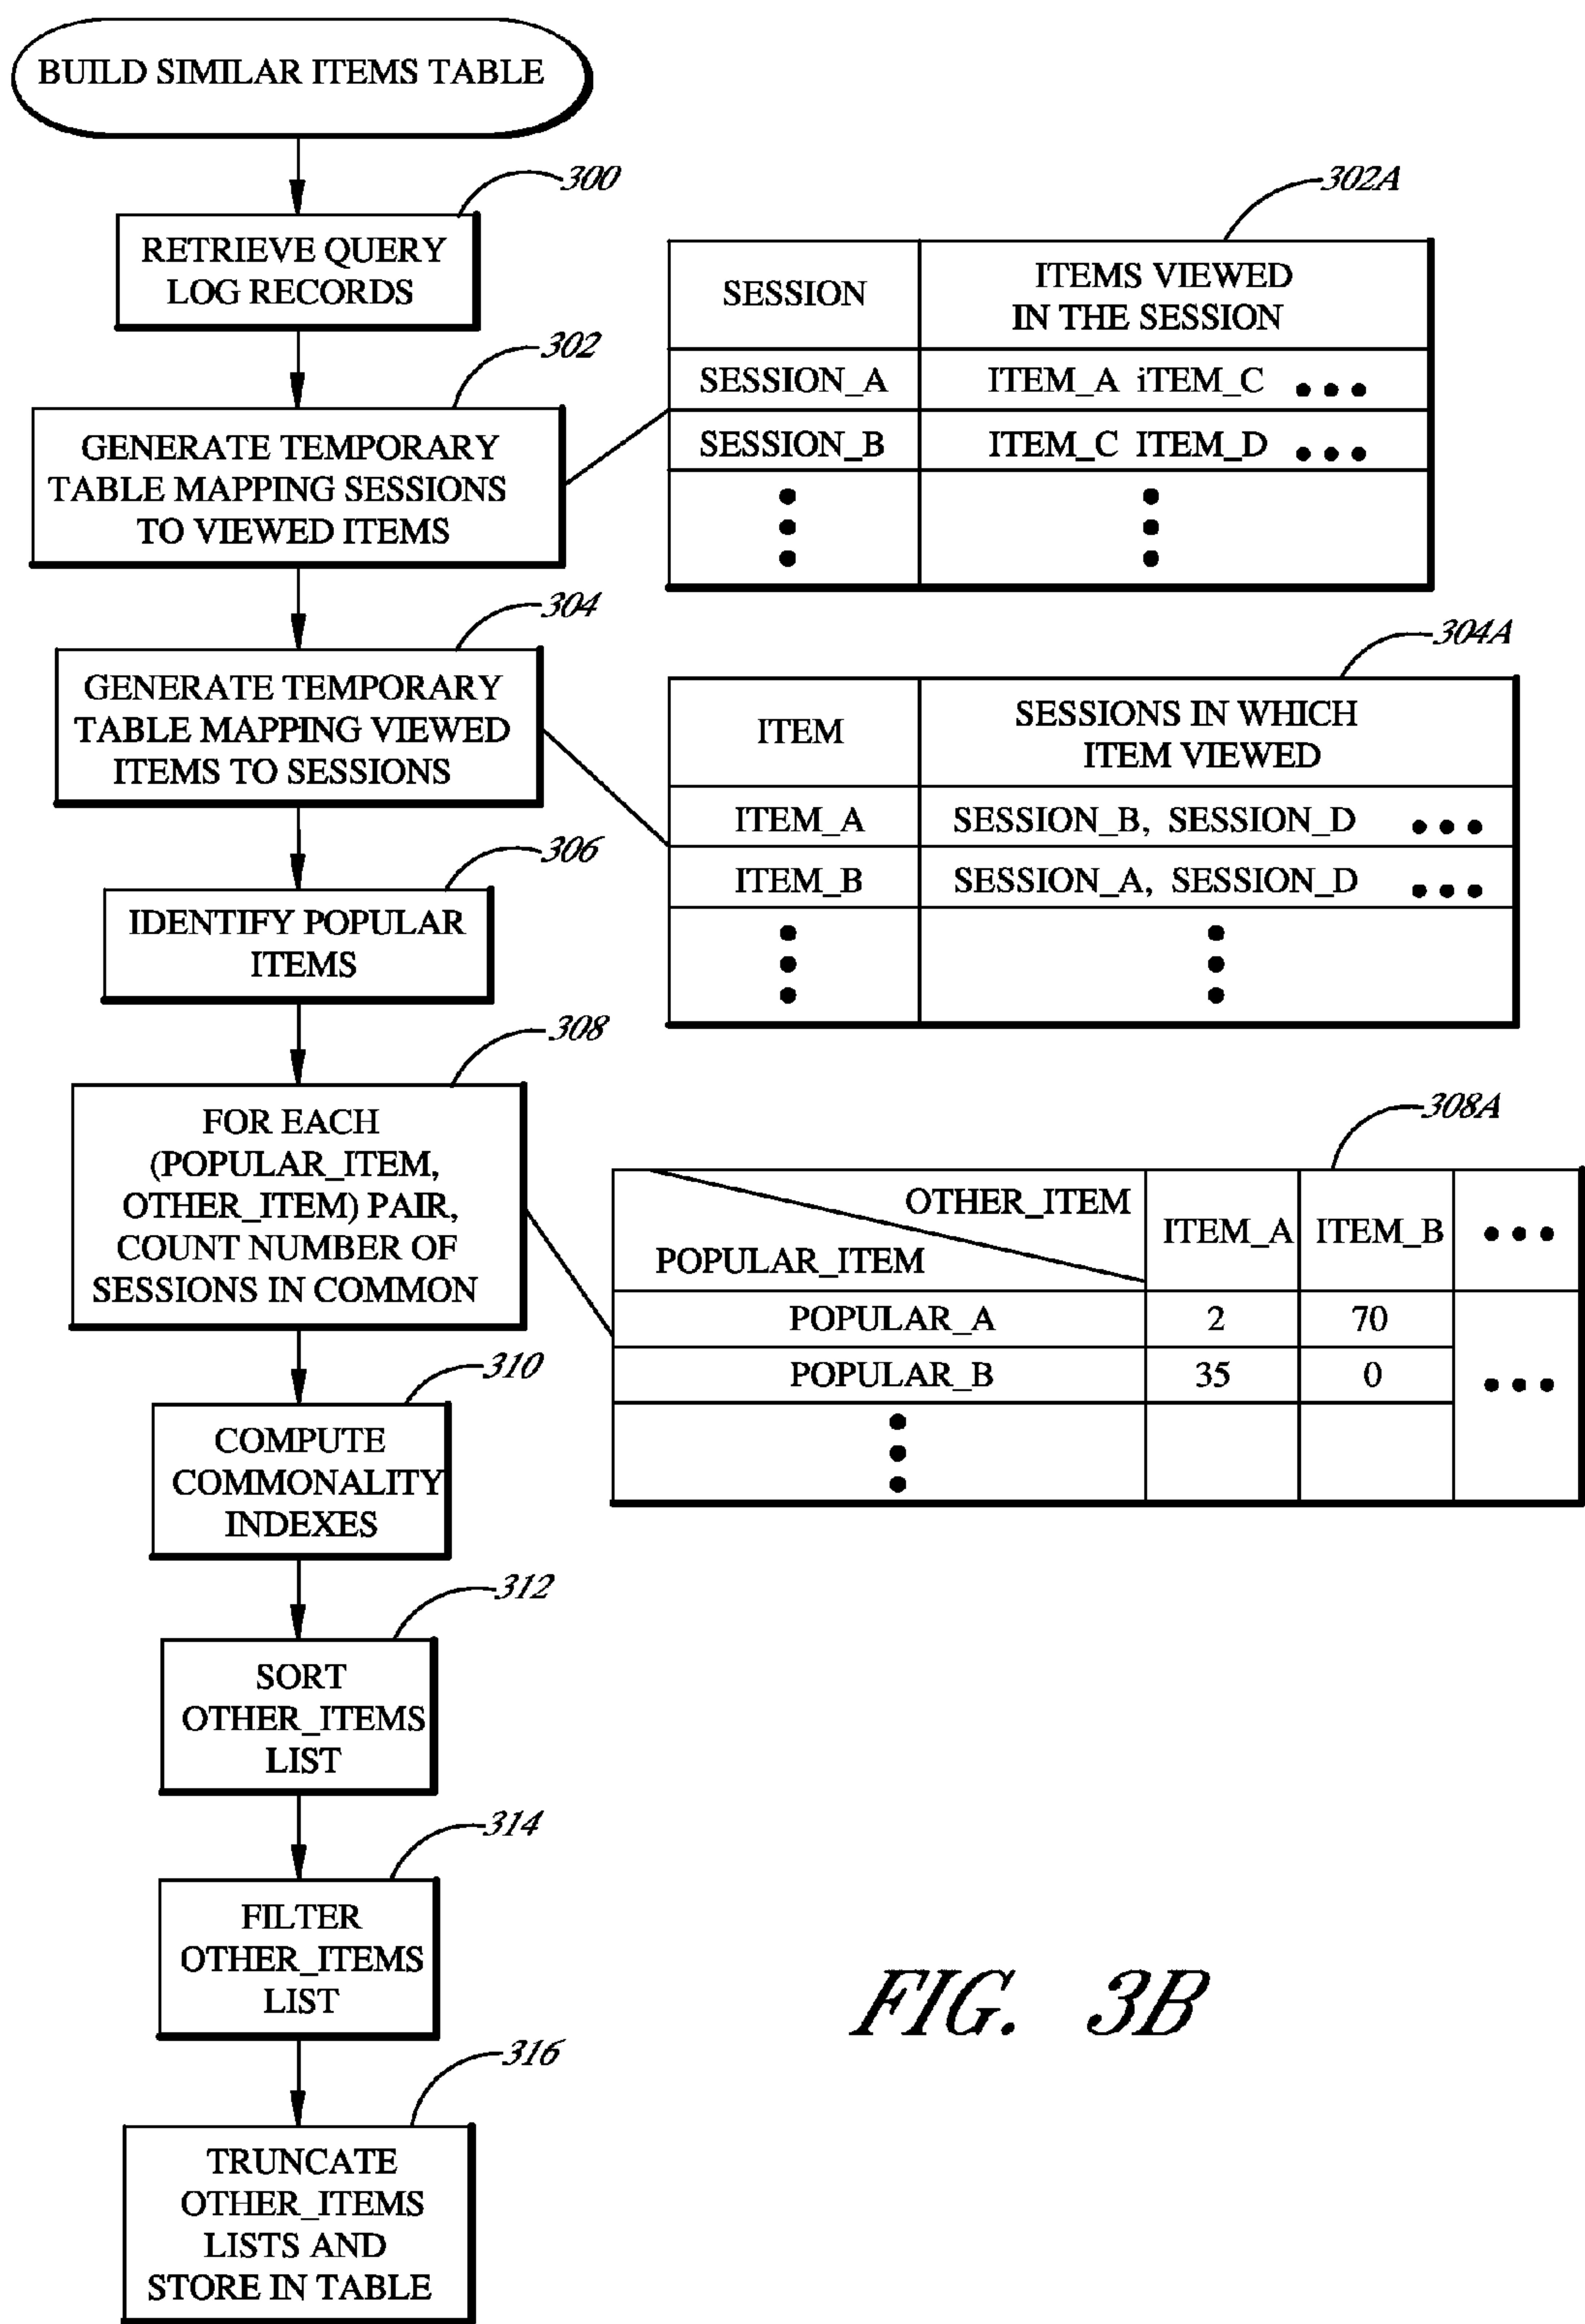 BUILD SIMILAR ITEMS TABLE
300
RETRIEVE QUERY
LOG RECORDS
302
GENERATE TEMPORARY
TABLE MAPPING SESSIONS
TO VIEWED ITEMS
302A
SESSION
ITEMS VIEWED
IN THE SESSION
SESSION_A
ITEM_A iTEM_C •••
SESSION_B
ITEM_C ITEM_D •••
304
GENERATE TEMPORARY
TABLE MAPPING VIEWED
ITEMS TO SESSIONS
304A
ITEM
SESSIONS IN WHICH
ITEM VIEWED
ITEM_A
SESSION_B, SESSION_D •••
ITEM_B
SESSION_A, SESSION_D •••
306
IDENTIFY POPULAR
ITEMS
308
FOR EACH
(POPULAR_ITEM,
OTHER_ITEM) PAIR,
COUNT NUMBER OF
SESSIONS IN COMMON
308A
OTHER_ITEM
POPULAR_ITEM
ITEM_A
ITEM_B
•••
POPULAR_A
2
70
POPULAR_B
35
0
•••
310
COMPUTE
COMMONALITY
INDEXES
312
SORT
OTHER_ITEMS
LIST
314
FILTER
OTHER_ITEMS
LIST
316
TRUNCATE
OTHER_ITEMS
LISTS AND
STORE IN TABLE
FIG. 3B